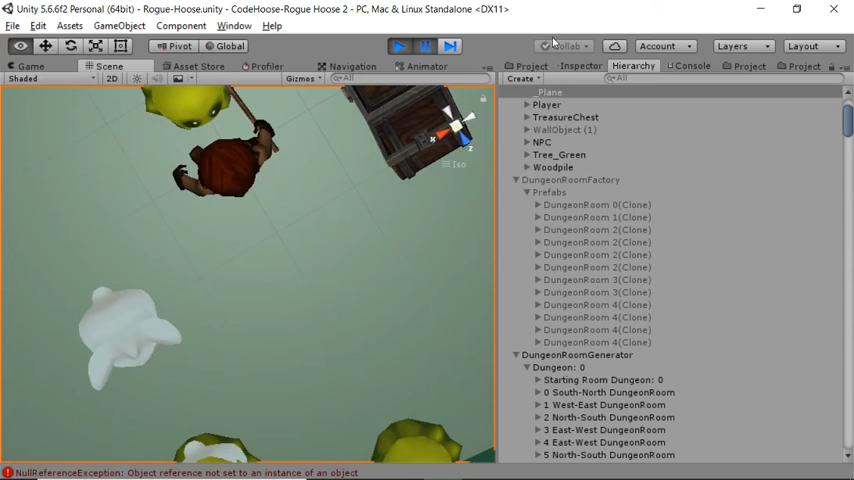 Unity 5.6.6f2 Personal (64bit) - Rogue-Hoose.unity - CodeHoose-Rogue Hoose 2 - PC, Mac & Linux Standalone <DX11>
File Edit Assets GameObject Component Window Help
Pivot Global Collab Account Layers Layout
Game Scene Asset Store Profiler Navigation Animator Project Inspector Hierarchy Console Project Project
Shaded 2D Gizmos All Create All
_Plane
Player
TreasureChest
WallObject (1)
NPC
Tree_Green
Woodpile
DungeonRoomFactory
Prefabs
DungeonRoom 0(Clone)
DungeonRoom 1(Clone)
DungeonRoom 2(Clone)
DungeonRoom 2(Clone)
DungeonRoom 2(Clone)
DungeonRoom 2(Clone)
DungeonRoom 3(Clone)
DungeonRoom 3(Clone)
DungeonRoom 4(Clone)
DungeonRoom 4(Clone)
DungeonRoom 4(Clone)
DungeonRoom 4(Clone)
DungeonRoomGenerator
Dungeon: 0
Starting Room Dungeon: 0
0 South-North DungeonRoom
1 West-East DungeonRoom
2 North-South DungeonRoom
3 East-West DungeonRoom
4 East-West DungeonRoom
5 North-South DungeonRoom
x
z
Iso
NullReferenceException: Object reference not set to an instance of an object